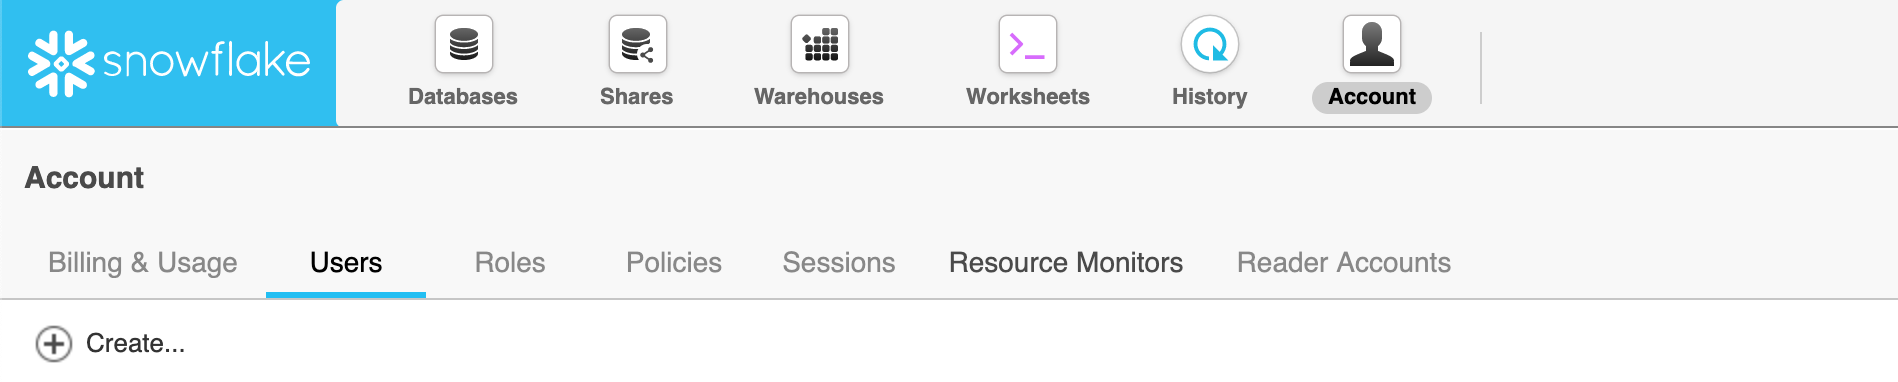 snowflake
Databases Shares Warehouses Worksheets History Account
Account
Billing & Usage Users Roles Policies Sessions Resource Monitors Reader Accounts
Create...